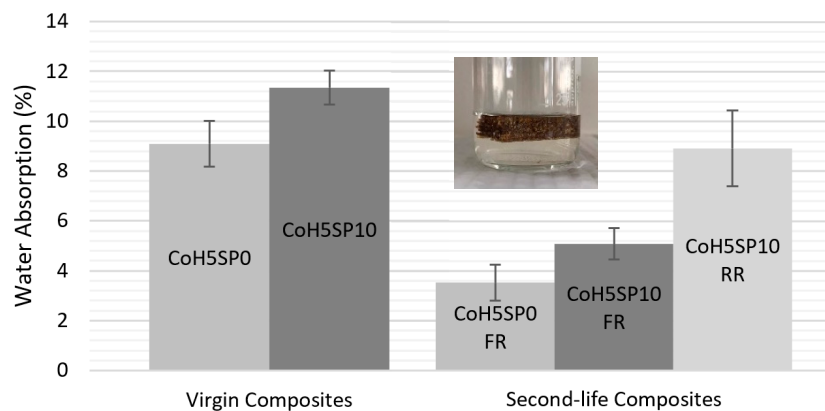 Water Absorption (%)
14
12
10
8
6
4
2
0
CoH5SP0
CoH5SP10
CoH5SP0
FR
CoH5SP10
FR
CoH5SP10
RR
Virgin Composites
Second-life Composites